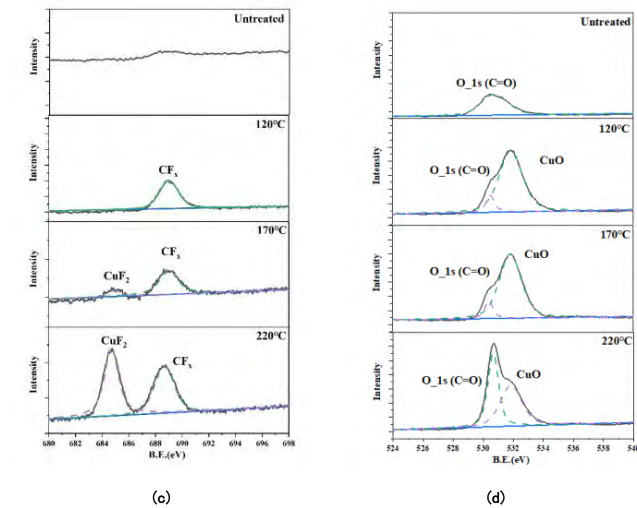 Untreated
Intensity
120°C
CFx
Intensity
170°C
CuF2
CFx
Intensity
220°C
CuF2
CFx
Intensity
680 682 684 686 688 690 692 694 696 698
B.E.(eV)
(c)
Untreated
O_1s (C=O)
Intensity
120°C
O_1s (C=O)
CuO
Intensity
170°C
O_1s (C=O)
CuO
Intensity
220°C
O_1s (C=O)
CuO
Intensity
524 526 528 530 532 534 536 538 540
B.E.(eV)
(d)